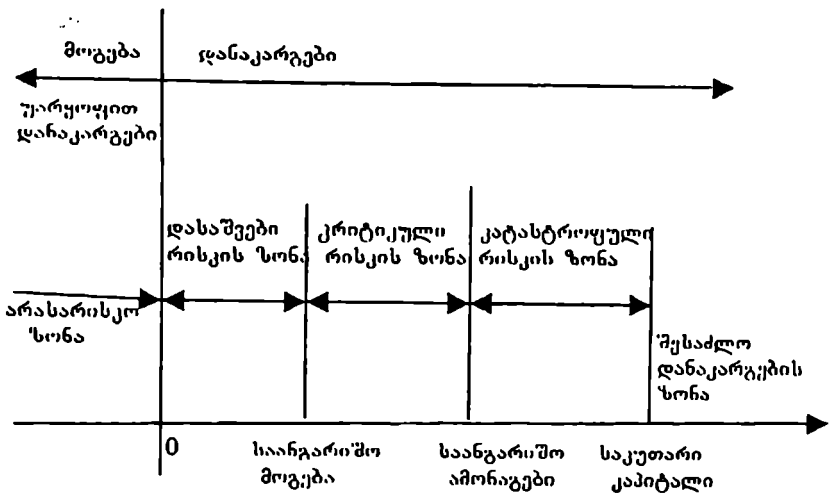 მოგება
დანაკარგები
უარყოფით
დანაკარგები
დასაშვები
რისკის ზონა
კრიტიკული
რისკის ზონა
კატასტროფული
რისკის ზონა
არასარისკო
ზონა
შესაძლო
დანაკარგების
ზონა
0
საანგარიშო
მოგება
საანგარიშო
ამონაგები
საკუთარი
კაპიტალი